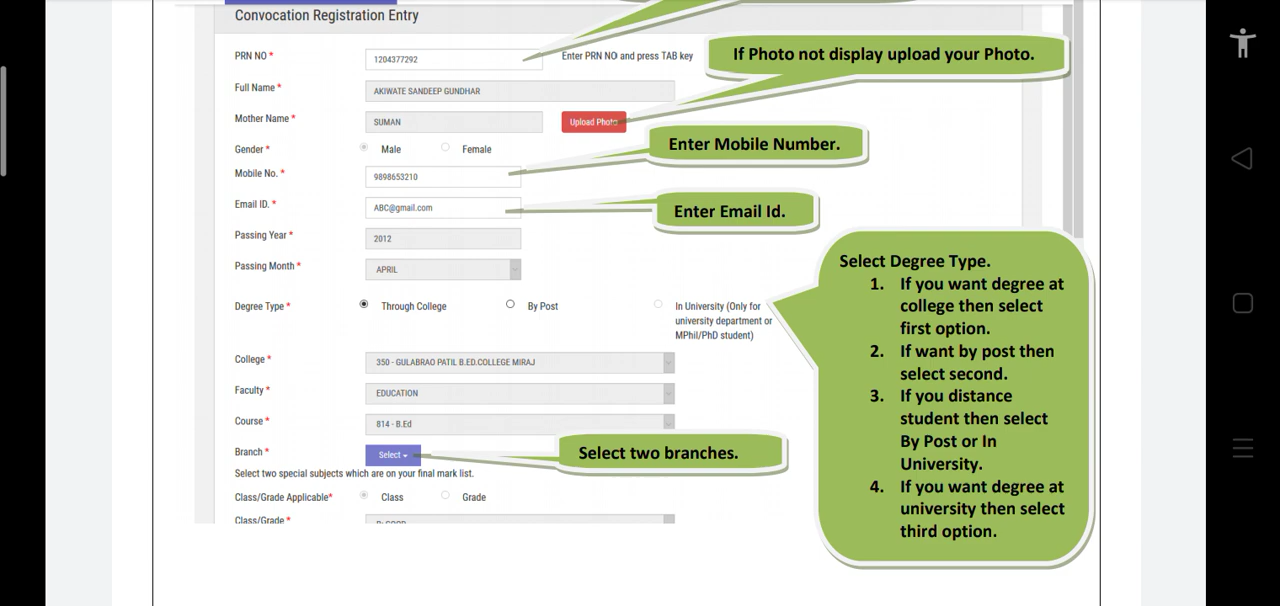 Convocation Registration Entry
PRN NO *
1204377292
Enter PRN NO and press TAB key
If Photo not display upload your Photo.
Full Name *
AKIWATE SANDEEP GUNDHAR
Mother Name *
SUMAN
Upload Photo
Gender *
Male
Female
Enter Mobile Number.
Mobile No. *
9898653210
Email ID. *
ABC@gmail.com
Enter Email Id.
Passing Year *
2012
Passing Month *
APRIL
Degree Type *
Through College
By Post
In University (Only for
university department or
MPhil/PhD student)
Select Degree Type.
1. If you want degree at
college then select
first option.
2. If want by post then
select second.
3. If you distance
student then select
By Post or In
University.
4. If you want degree at
university then select
third option.
College *
350 - GULABRAO PATIL B.ED.COLLEGE MIRAJ
Faculty *
EDUCATION
Course *
814 - B.Ed
Branch *
Select
Select two branches.
Select two special subjects which are on your final mark list.
Class/Grade Applicable*
Class
Grade
Class/Grade *